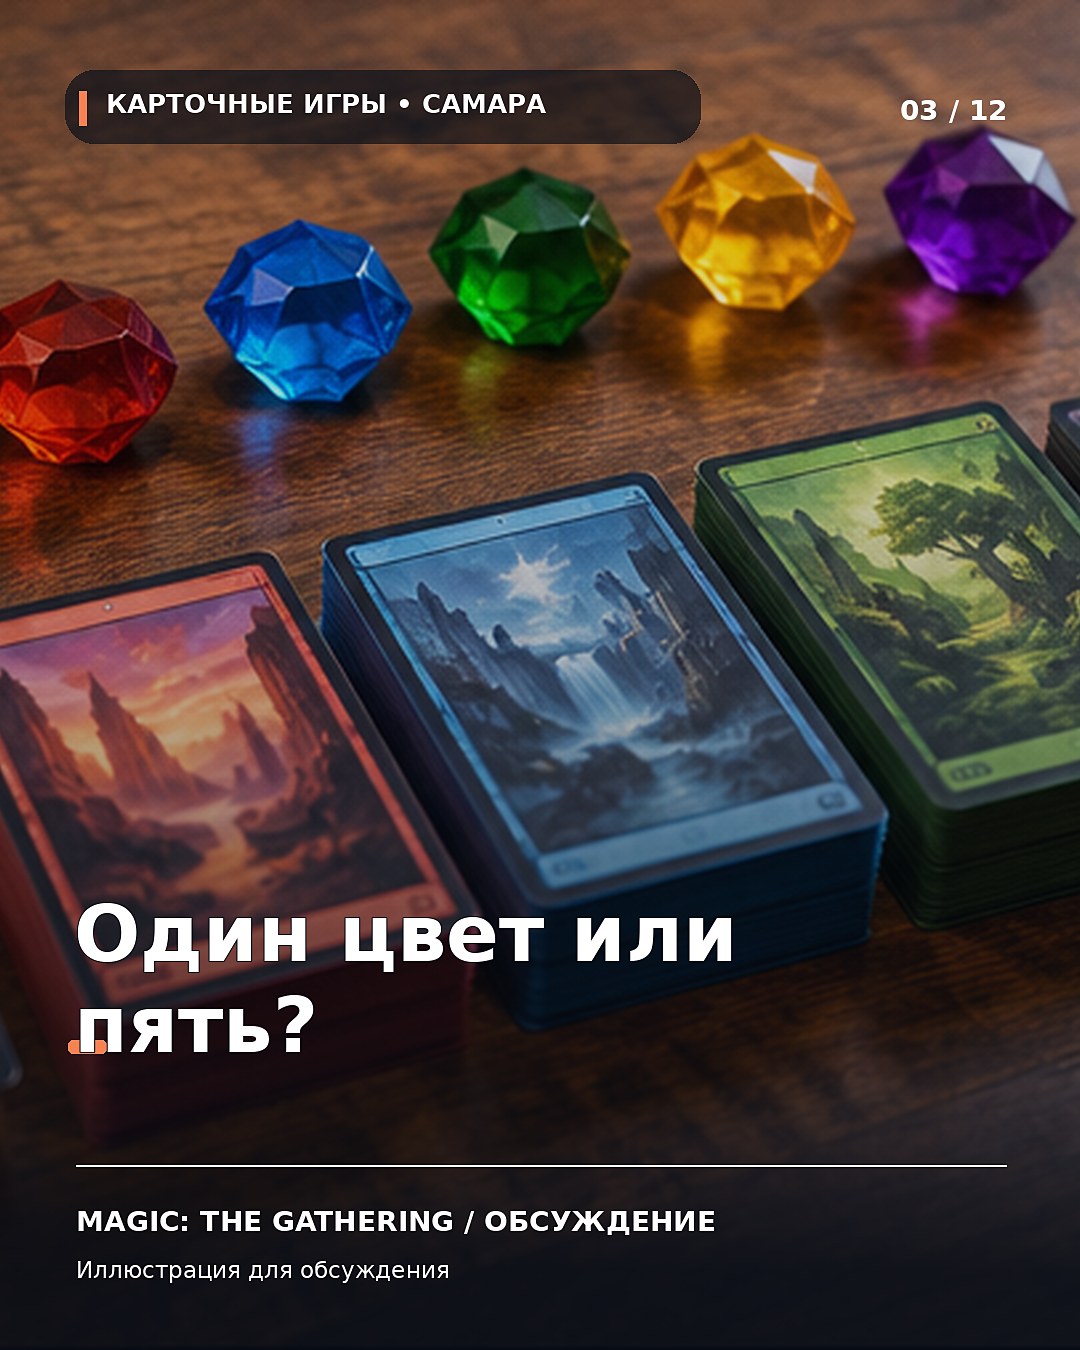 КАРТОЧНЫЕ ИГРЫ • САМАРА
03 / 12
Один цвет или
пять?
MAGIC: THE GATHERING / ОБСУЖДЕНИЕ
Иллюстрация для обсуждения